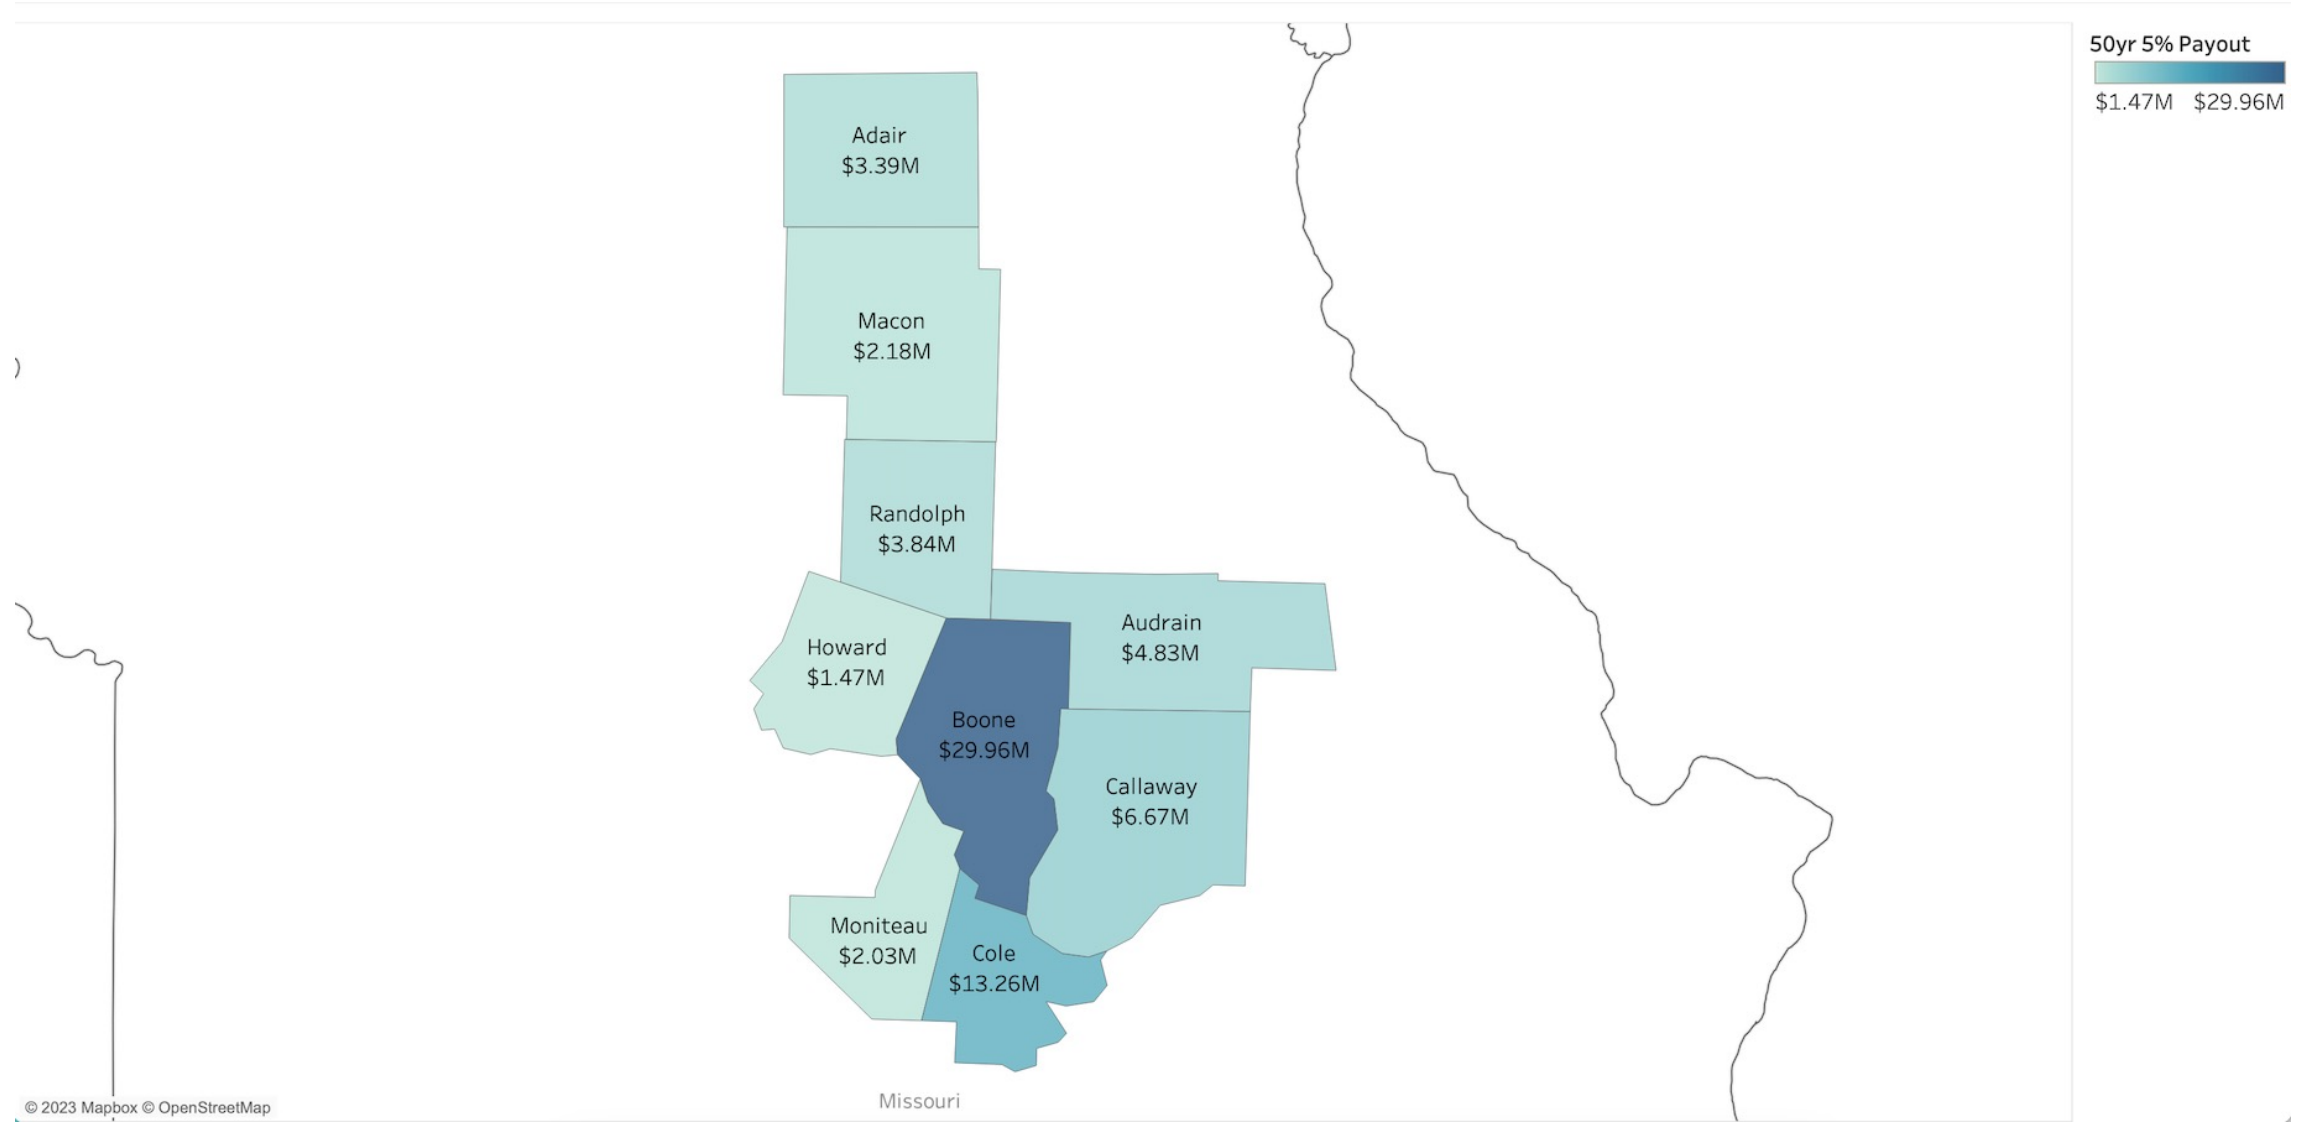 50yr 5% Payout
$1.47M $29.96M
Adair
$3.39M
Macon
$2.18M
Randolph
$3.84M
Howard
$1.47M
Audrain
$4.83M
Boone
$29.96M
Callaway
$6.67M
Moniteau
$2.03M
Cole
$13.26M
Missouri
© 2023 Mapbox © OpenStreetMap